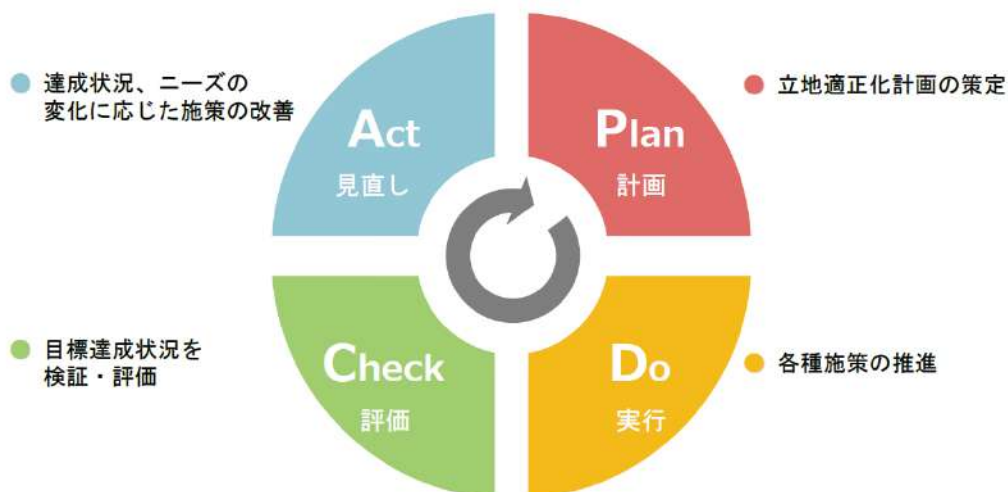 ● 達成状況、ニーズの
変化に応じた施策の改善
Act
見直し
Plan
計画
● 立地適正化計画の策定
● 目標達成状況を
検証・評価
Check
評価
Do
実行
● 各種施策の推進